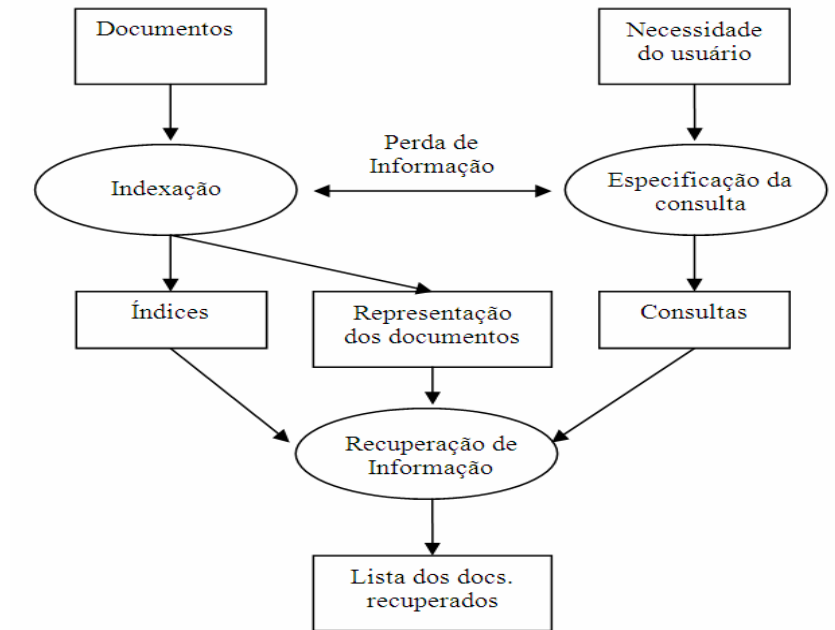 Documentos
Necessidade
do usuário
Perda de
Informação
Indexação
Especificação da
consulta
Índices
Representação
dos documentos
Consultas
Recuperação de
Informação
Lista dos docs.
recuperados